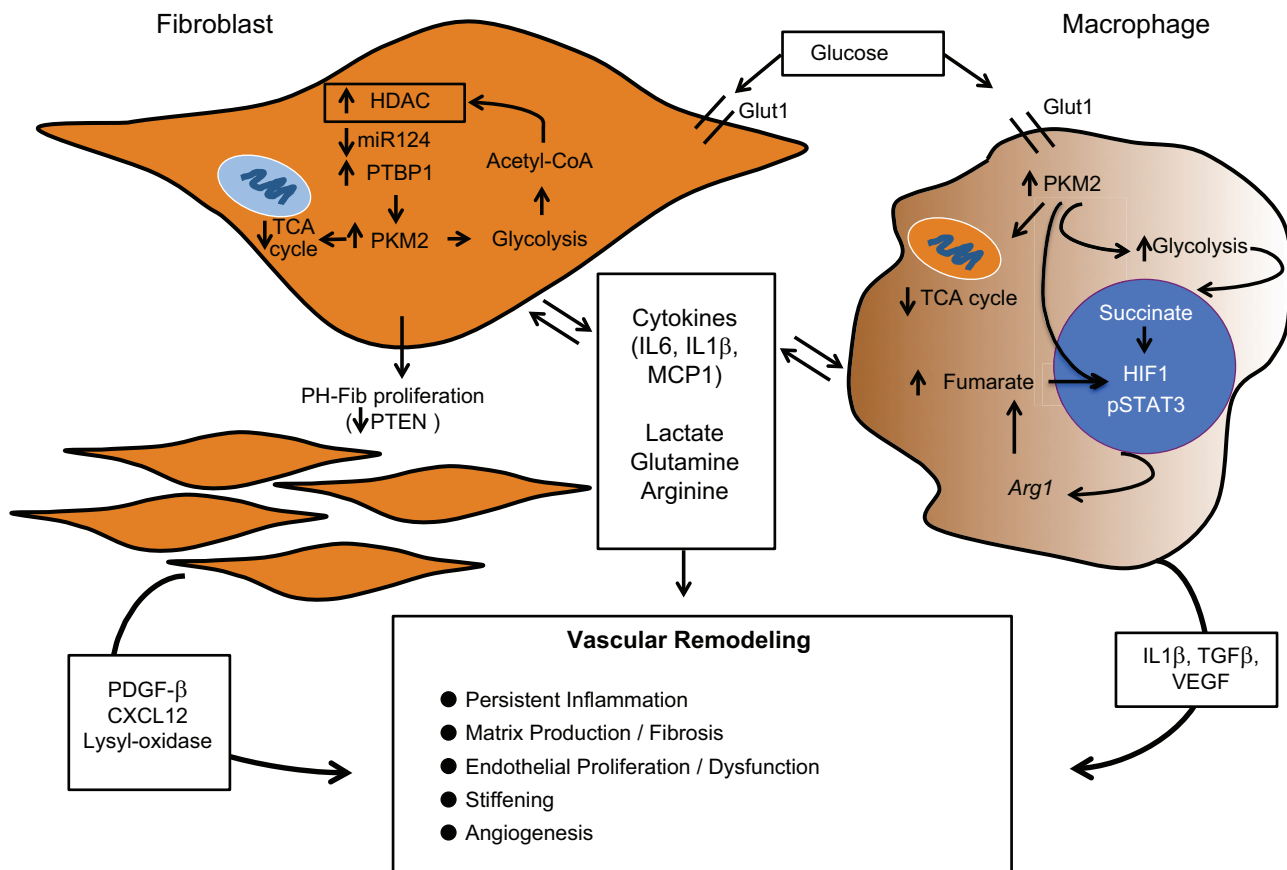 Fibroblast
Macrophage
Glucose
Glut1
Glut1
HDAC
miR124
PTBP1
Acetyl-CoA
TCA
cycle
PKM2
Glycolysis
PKM2
Glycolysis
TCA cycle
Succinate
HIF1
pSTAT3
Fumarate
Arg1
Cytokines
(IL6, IL1β,
MCP1)
Lactate
Glutamine
Arginine
PH-Fib proliferation
( PTEN )
PDGF-β
CXCL12
Lysyl-oxidase
IL1β, TGFβ,
VEGF
Vascular Remodeling
● Persistent Inflammation
● Matrix Production / Fibrosis
● Endothelial Proliferation / Dysfunction
● Stiffening
● Angiogenesis